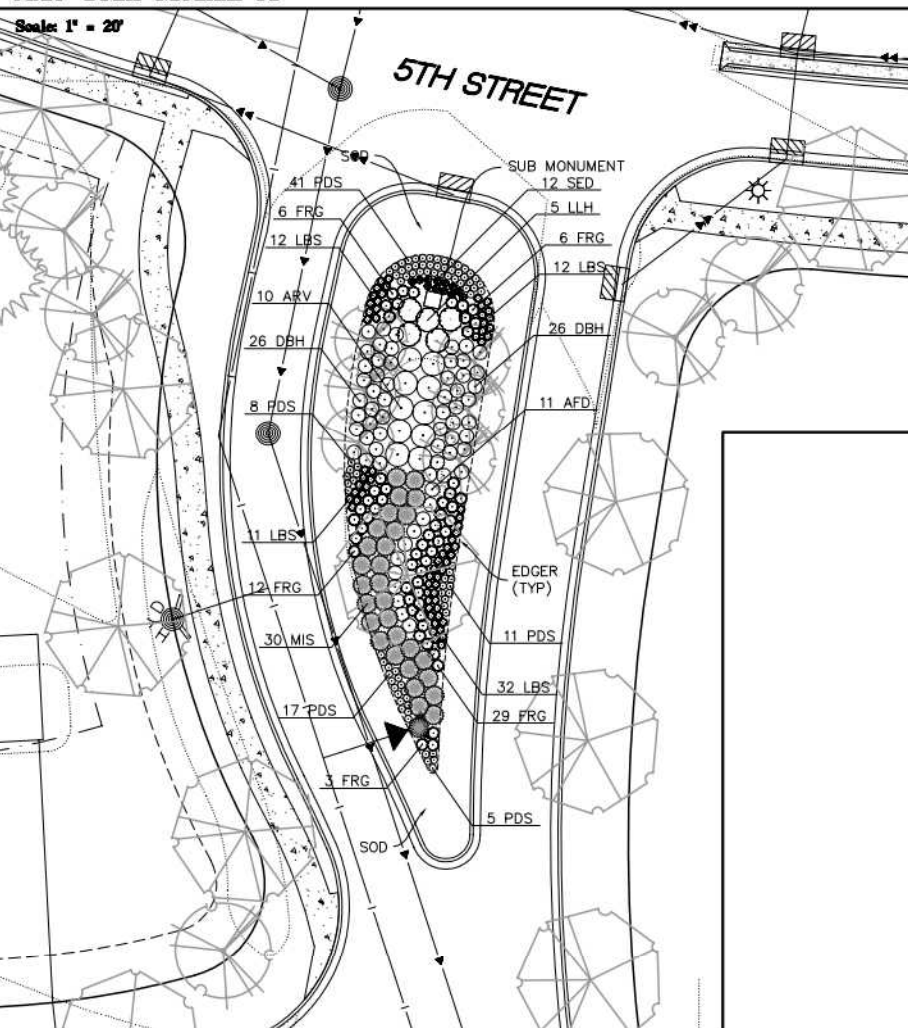 Scale: 1" = 20'
5TH STREET
SOD
SUB MONUMENT
41 PDS
12 SED
6 FRG
5 LLH
12 LBS
6 FRG
12 LBS
10 ARV
26 DBH
26 DBH
8 PDS
11 AFD
11 LBS
EDGER
(TYP)
12 FRG
30 MIS
11 PDS
32 LBS
17 PDS
29 FRG
3 FRG
5 PDS
SOD